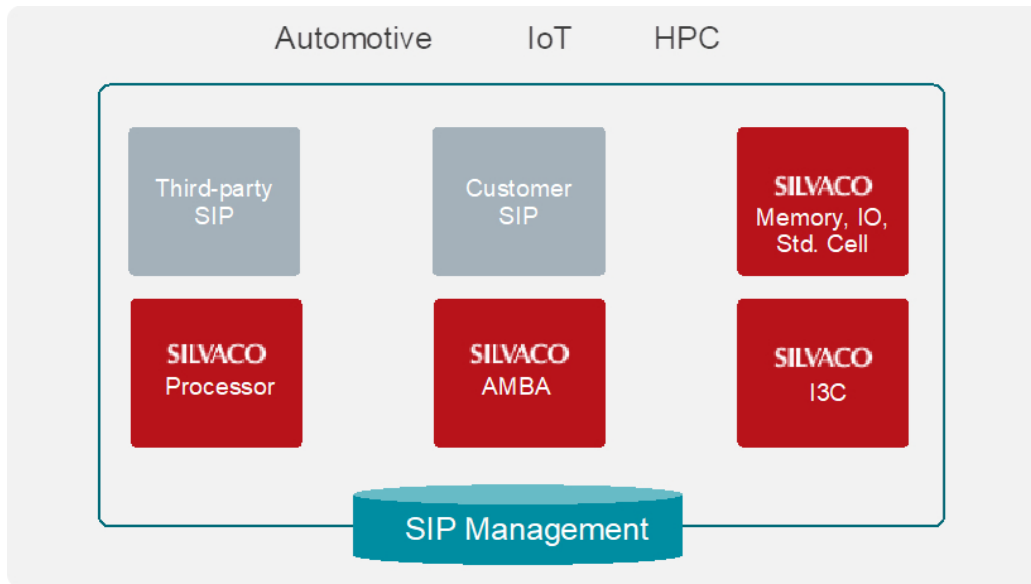 Automotive IoT HPC
Third-party
SIP
Customer
SIP
SILVACO
Memory, IO,
Std. Cell
SILVACO
Processor
SILVACO
AMBA
SILVACO
I3C
SIP Management